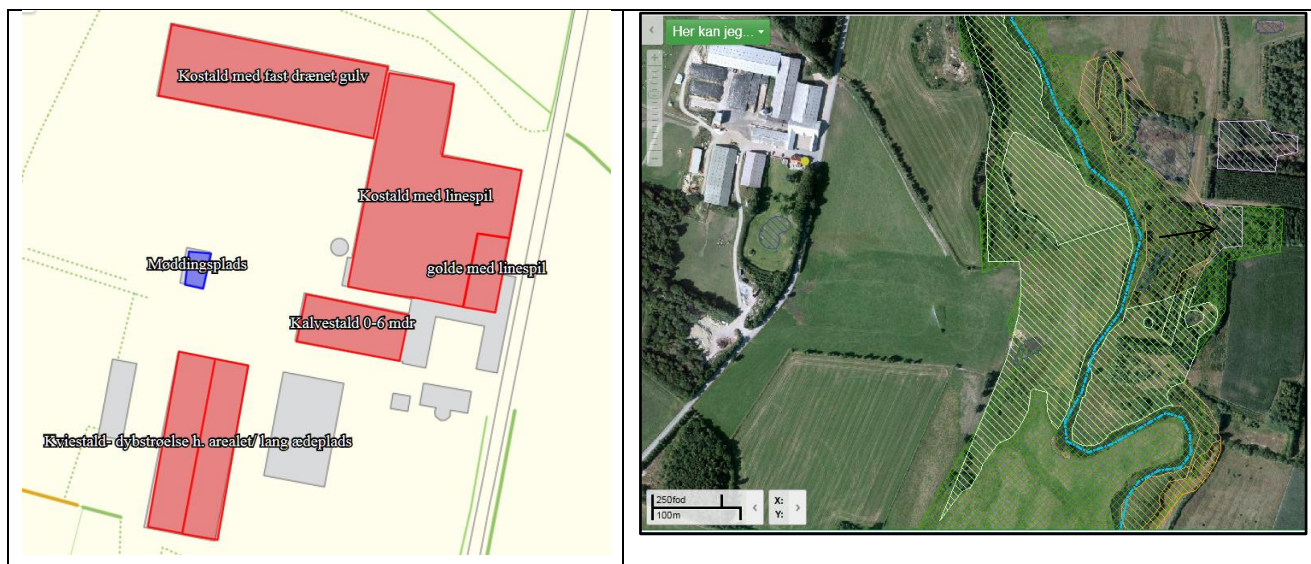 Kostald med fast drænet gulv
Kostald med linespil
golde med linespil
Møddingsplads
Kalvestald 0-6 mdr
Kviestald- dybstrøelse h. arealet/ lang ædeplads
Her kan jeg...
250fod
100m
X:
Y: